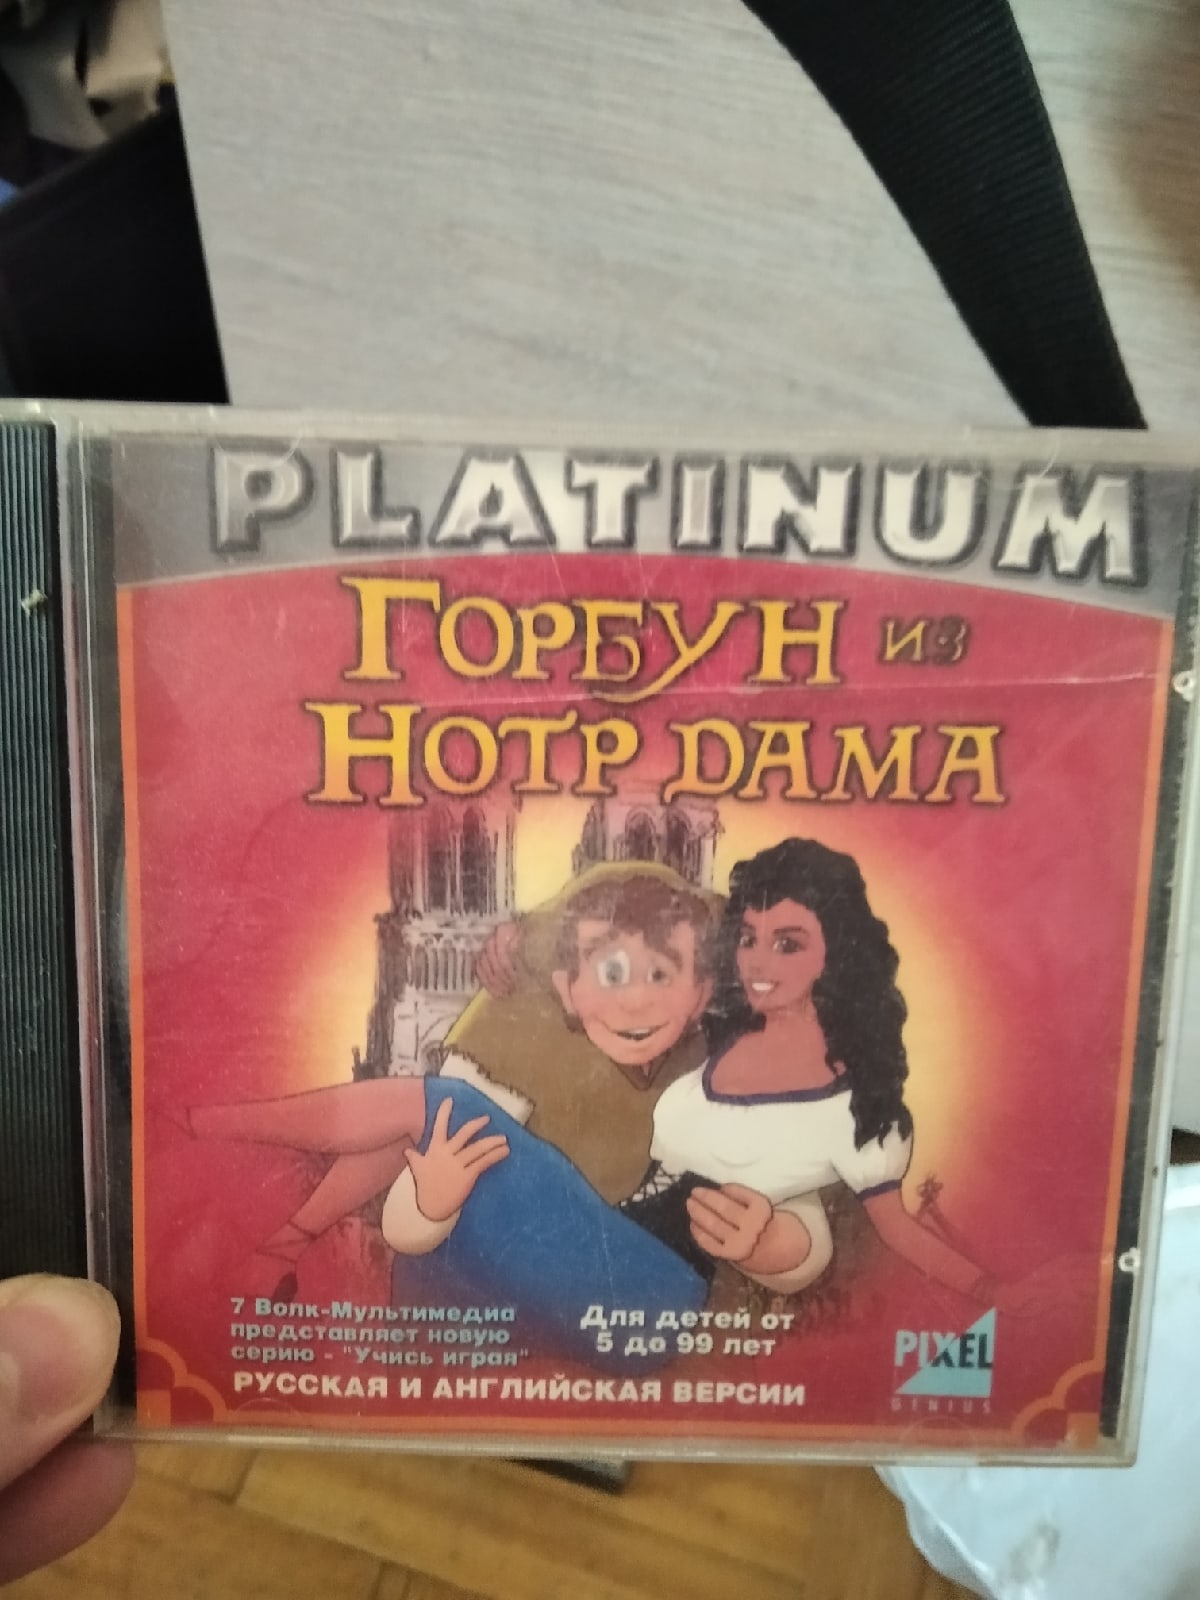 PLATINUM
ГОРБУН ИЗ
НОТР ДАМА
7 Волк-Мультимедиа
представляет новую
серию - "Учись играя"
Для детей от
5 до 99 лет
РУССКАЯ И АНГЛИЙСКАЯ ВЕРСИИ
PIXEL
GENIUS